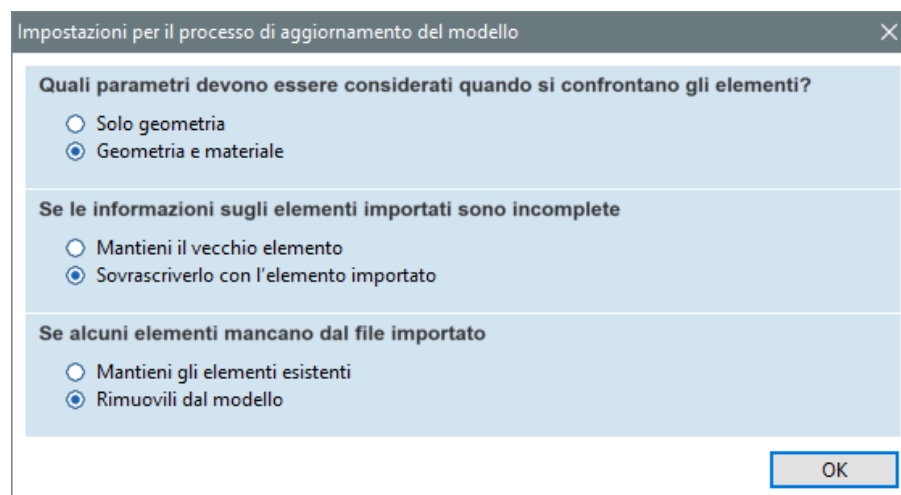 Impostazioni per il processo di aggiornamento del modello
Quali parametri devono essere considerati quando si confrontano gli elementi?
Solo geometria
Geometria e materiale
Se le informazioni sugli elementi importati sono incomplete
Mantieni il vecchio elemento
Sovrascriverlo con l'elemento importato
Se alcuni elementi mancano dal file importato
Mantieni gli elementi esistenti
Rimuovili dal modello
OK